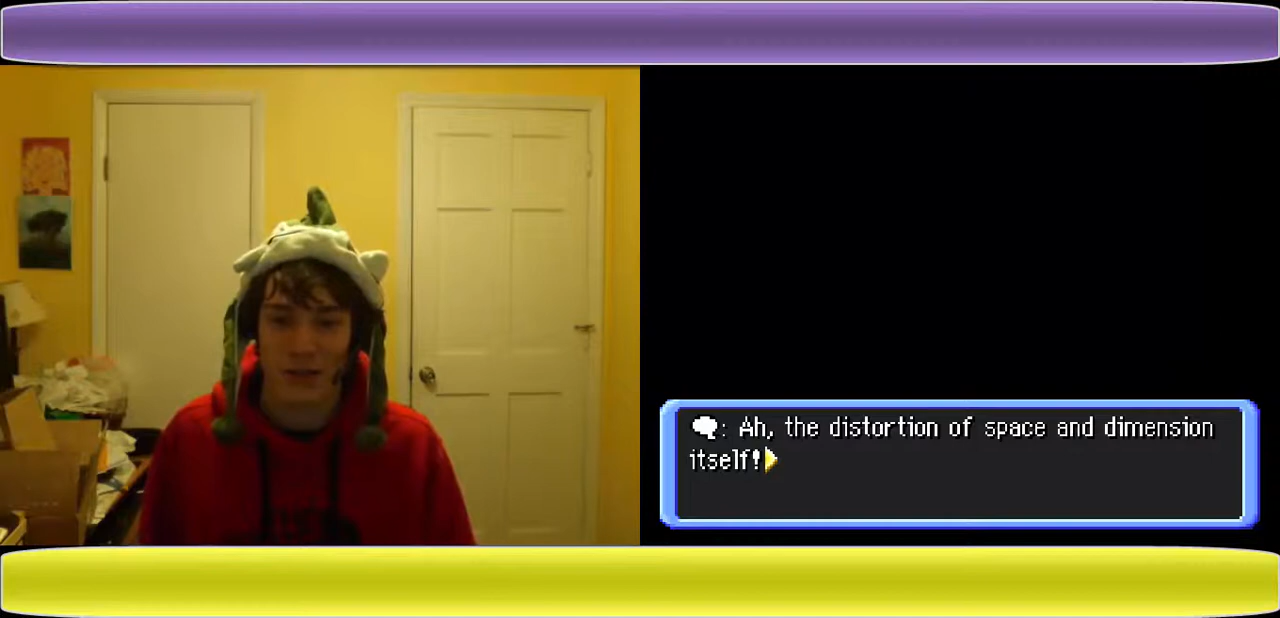 : Ah, the distortion of space and dimension
itself!